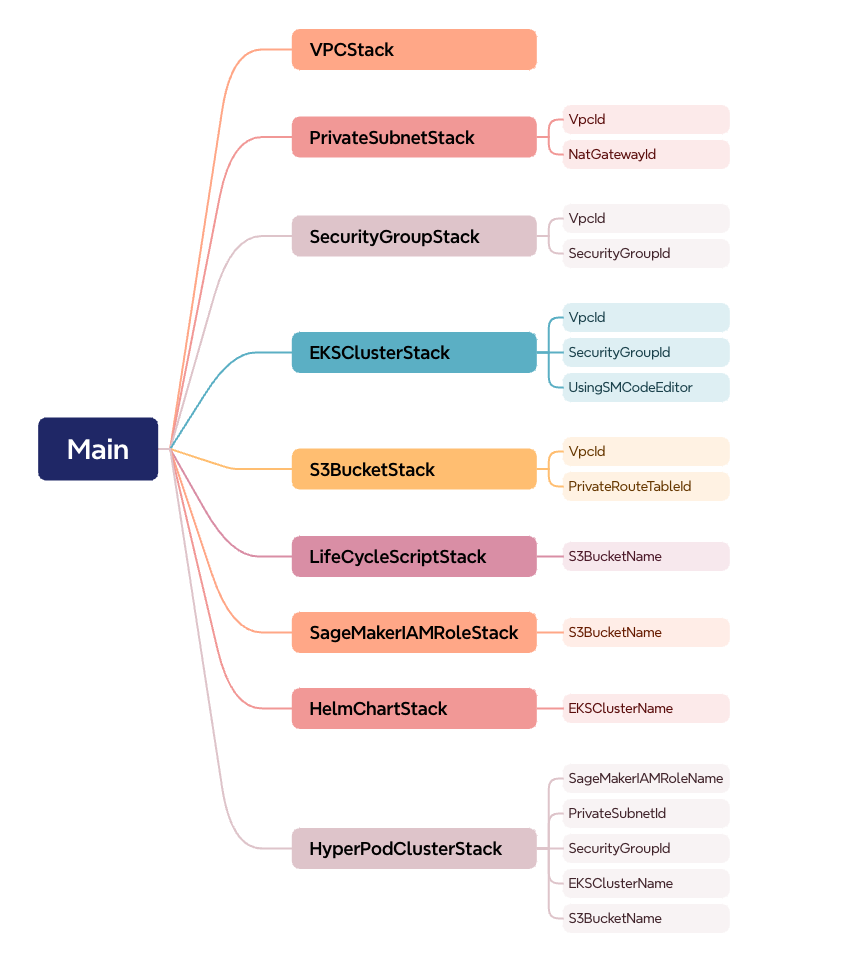 VPCStack
PrivateSubnetStack
VpcId
NatGatewayId
SecurityGroupStack
VpcId
SecurityGroupId
EKSClusterStack
VpcId
SecurityGroupId
UsingSMCodeEditor
Main
S3BucketStack
VpcId
PrivateRouteTableId
LifeCycleScriptStack
S3BucketName
SageMakerIAMRoleStack
S3BucketName
HelmChartStack
EKSClusterName
HyperPodClusterStack
SageMakerIAMRoleName
PrivateSubnetId
SecurityGroupId
EKSClusterName
S3BucketName